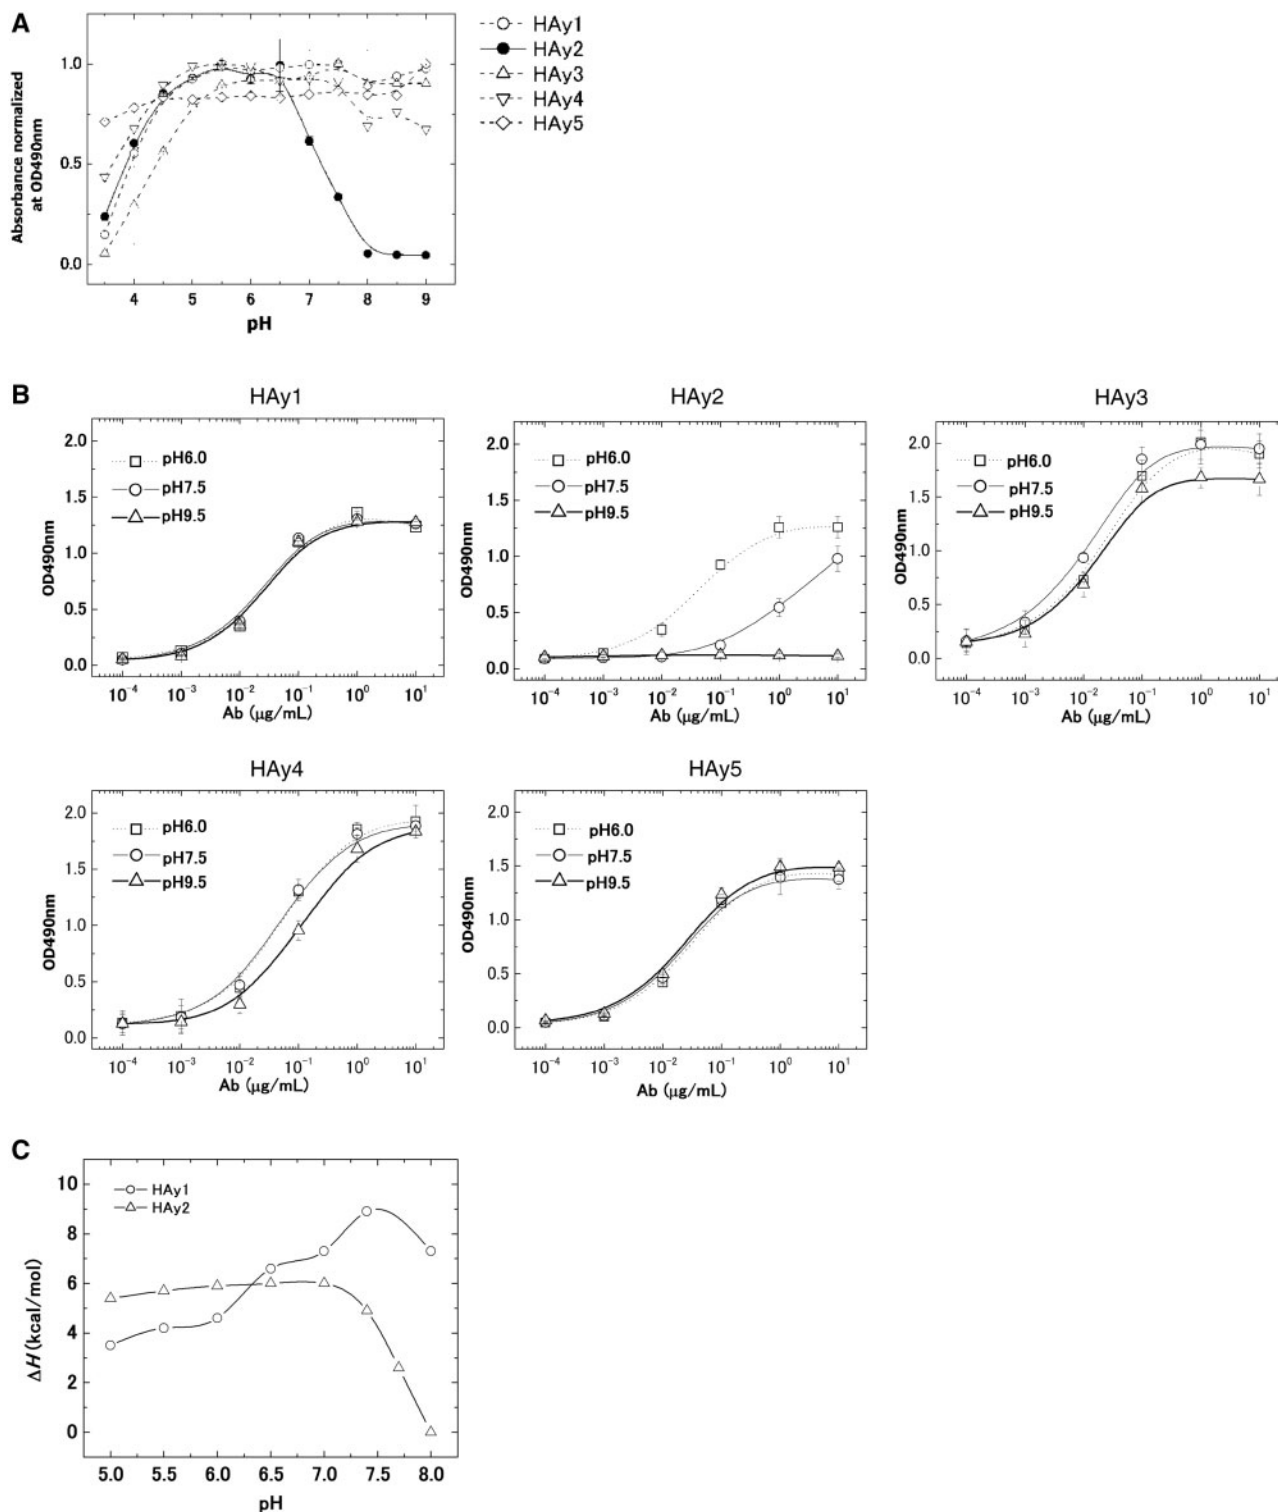 A
HAy1
HAy2
HAy3
HAy4
HAy5
Absorbance normalized
at OD490nm
1.0
0.5
0.0
4 5 6 7 8 9
pH
B
HAy1
pH6.0
pH7.5
pH9.5
OD490nm
2.0
1.5
1.0
0.5
0.0
10⁻⁴ 10⁻³ 10⁻² 10⁻¹ 10⁰ 10¹
Ab (μg/mL)
HAy2
pH6.0
pH7.5
pH9.5
OD490nm
2.0
1.5
1.0
0.5
0.0
10⁻⁴ 10⁻³ 10⁻² 10⁻¹ 10⁰ 10¹
Ab (μg/mL)
HAy3
pH6.0
pH7.5
pH9.5
OD490nm
2.0
1.5
1.0
0.5
0.0
10⁻⁴ 10⁻³ 10⁻² 10⁻¹ 10⁰ 10¹
Ab (μg/mL)
HAy4
pH6.0
pH7.5
pH9.5
OD490nm
2.0
1.5
1.0
0.5
0.0
10⁻⁴ 10⁻³ 10⁻² 10⁻¹ 10⁰ 10¹
Ab (μg/mL)
HAy5
pH6.0
pH7.5
pH9.5
OD490nm
2.0
1.5
1.0
0.5
0.0
10⁻⁴ 10⁻³ 10⁻² 10⁻¹ 10⁰ 10¹
Ab (μg/mL)
C
HAy1
HAy2
ΔH (kcal/mol)
10
8
6
4
2
0
5.0 5.5 6.0 6.5 7.0 7.5 8.0
pH